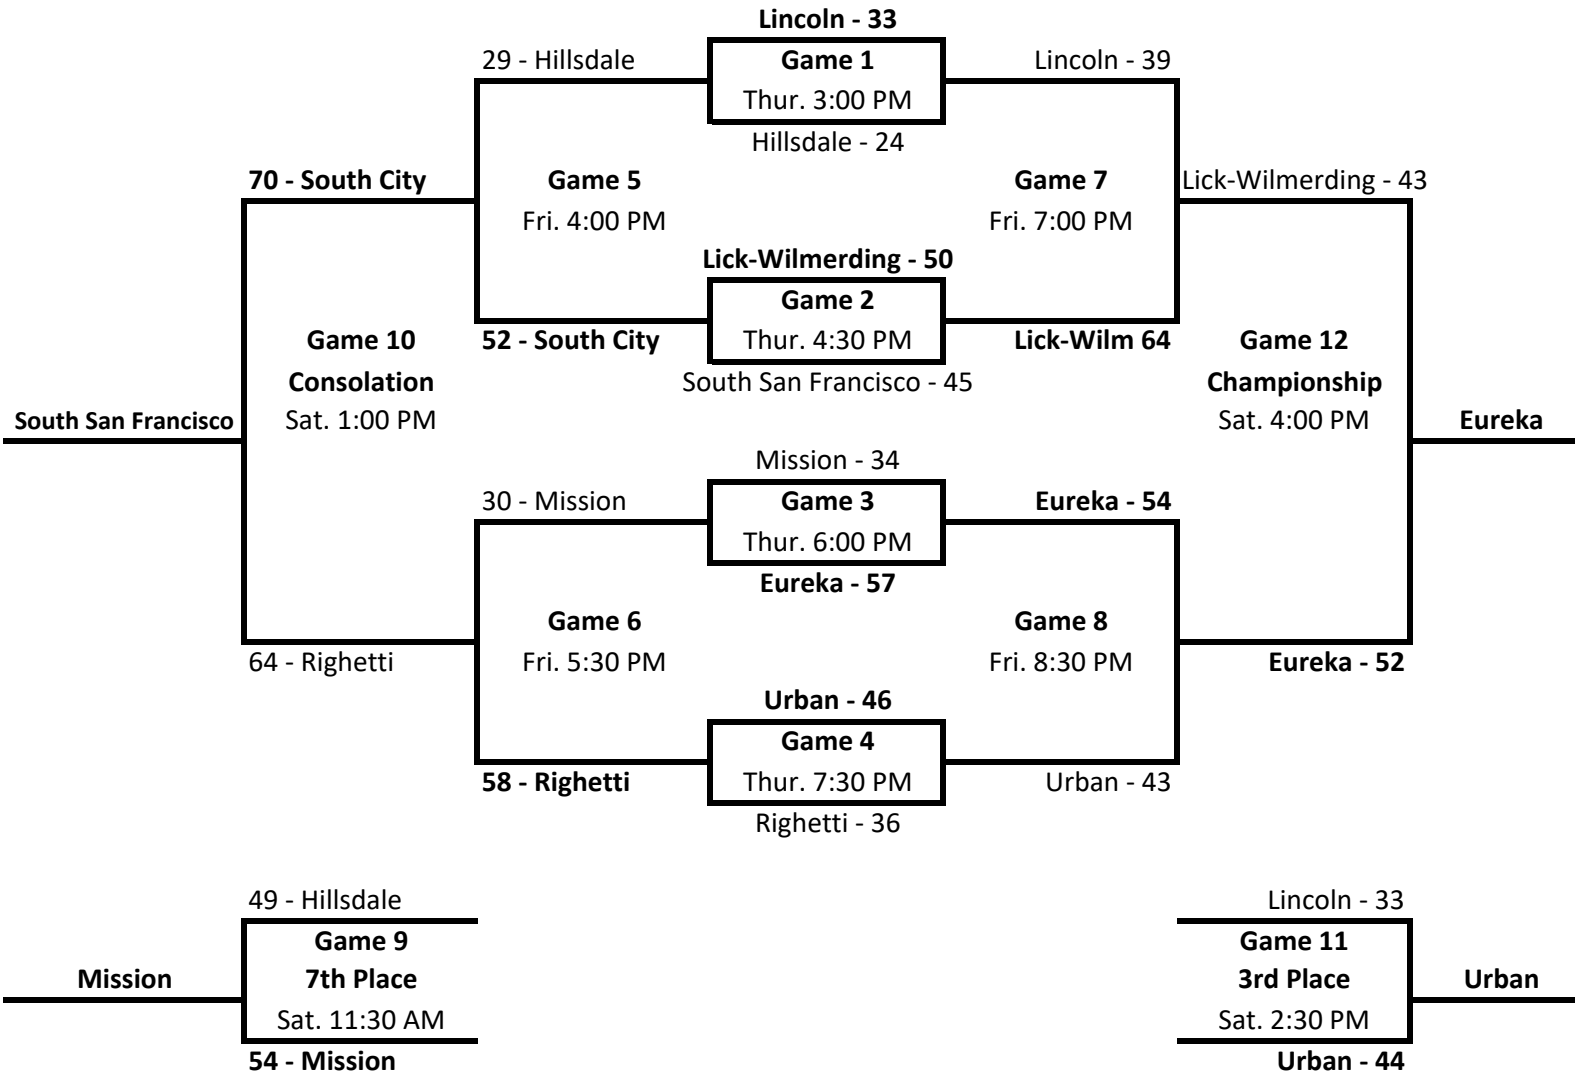 Lincoln - 33
29 - Hillsdale
Game 1
Lincoln - 39
Thur. 3:00 PM
Hillsdale - 24
70 - South City
Game 5
Game 7
Lick-Wilmerding - 43
Fri. 4:00 PM
Fri. 7:00 PM
Lick-Wilmerding - 50
Game 2
Game 10
52 - South City
Thur. 4:30 PM
Lick-Wilm 64
Game 12
Consolation
South San Francisco - 45
Championship
South San Francisco
Sat. 1:00 PM
Sat. 4:00 PM
Eureka
Mission - 34
30 - Mission
Game 3
Eureka - 54
Thur. 6:00 PM
Eureka - 57
Game 6
Game 8
64 - Righetti
Fri. 5:30 PM
Fri. 8:30 PM
Eureka - 52
Urban - 46
Game 4
58 - Righetti
Thur. 7:30 PM
Urban - 43
Righetti - 36
49 - Hillsdale
Lincoln - 33
Game 9
Game 11
Mission
7th Place
3rd Place
Urban
Sat. 11:30 AM
Sat. 2:30 PM
54 - Mission
Urban - 44